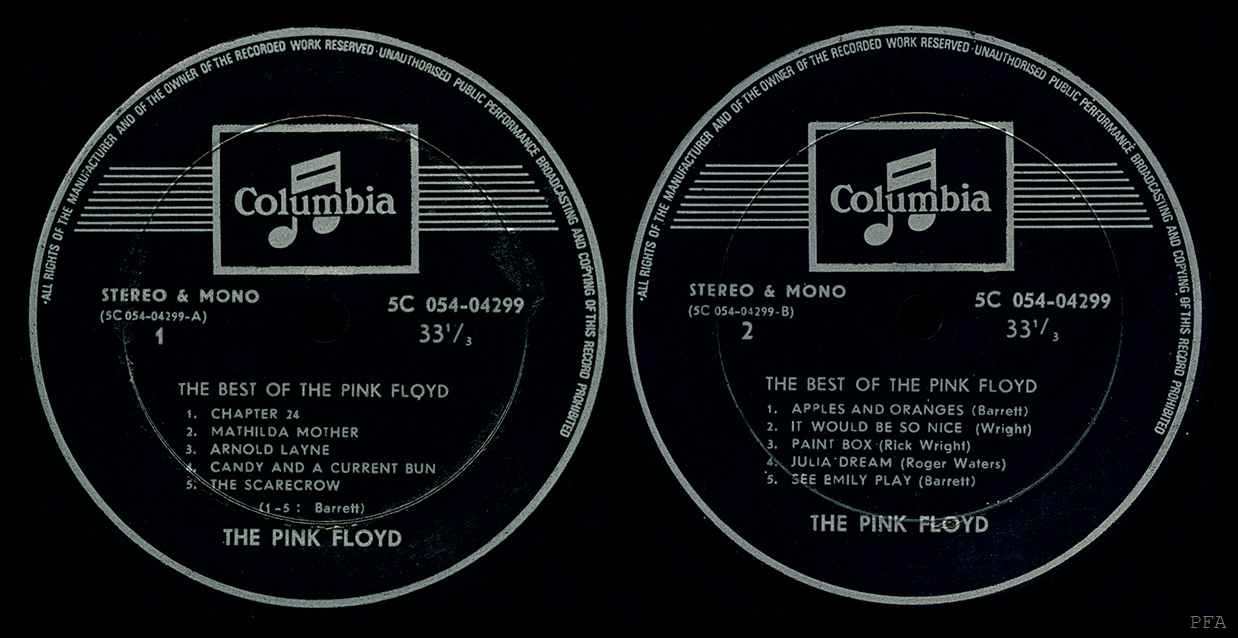 ·ALL RIGHTS OF THE MANUFACTURER AND OF THE OWNER OF THE RECORDED WORK RESERVED·UNAUTHORISED PUBLIC PERFORMANCE BROADCASTING AND COPYING OF THIS RECORD PROHIBITED
Columbia
STEREO & MONO
(5C 054-04299-A)
1
5C 054-04299
33 1/3
THE BEST OF THE PINK FLOYD
1. CHAPTER 24
2. MATHILDA MOTHER
3. ARNOLD LAYNE
4. CANDY AND A CURRENT BUN
5. THE SCARECROW
(1-5 : Barrett)
THE PINK FLOYD
·ALL RIGHTS OF THE MANUFACTURER AND OF THE OWNER OF THE RECORDED WORK RESERVED·UNAUTHORISED PUBLIC PERFORMANCE BROADCASTING AND COPYING OF THIS RECORD PROHIBITED
Columbia
STEREO & MONO
(5C 054-04299-B)
2
5C 054-04299
33 1/3
THE BEST OF THE PINK FLOYD
1. APPLES AND ORANGES (Barrett)
2. IT WOULD BE SO NICE (Wright)
3. PAINT BOX (Rick Wright)
4. JULIA DREAM (Roger Waters)
5. SEE EMILY PLAY (Barrett)
THE PINK FLOYD
PFA